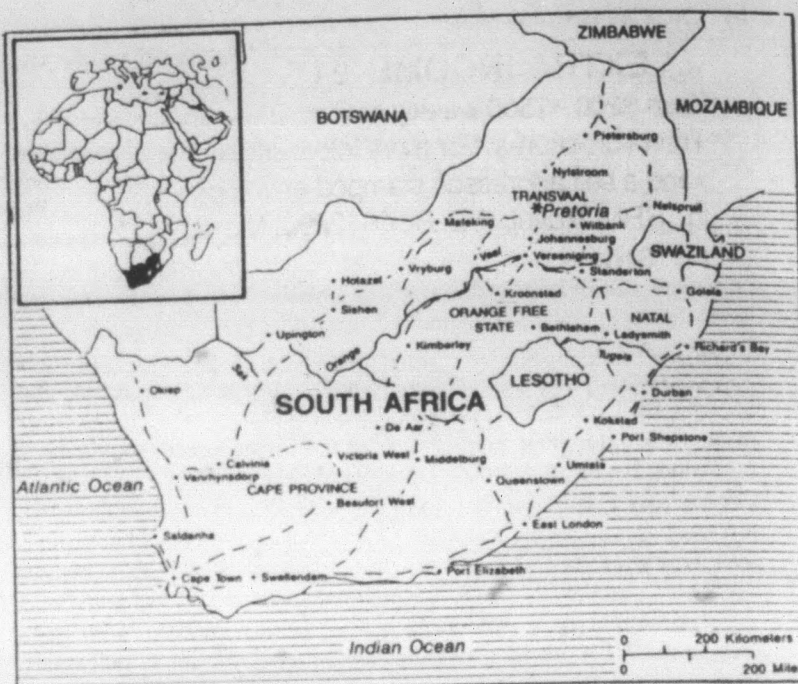 ZIMBABWE
MOZAMBIQUE
BOTSWANA
Pietersburg
Nylstroom
TRANSVAAL
Pretoria
Nelspruit
Witbank
Mafeking
Johannesburg
Vaal
Vereeniging
SWAZILAND
Vryburg
Standerton
Hotazel
Kroonstad
Golela
Sishen
ORANGE FREE
STATE
NATAL
Bethlehem
Ladysmith
Upington
Kimberley
Richard's Bay
Orange
Tugela
LESOTHO
Okiep
Durban
SOUTH AFRICA
Kokstad
De Aar
Port Shepstone
Calvinia
Victoria West
Middelburg
Umtata
Vanrhynsdorp
Queenstown
Atlantic Ocean
CAPE PROVINCE
Beaufort West
East London
Saldanha
Cape Town
Swellendam
Port Elizabeth
Indian Ocean
0 200 Kilometers
0 200 Mile